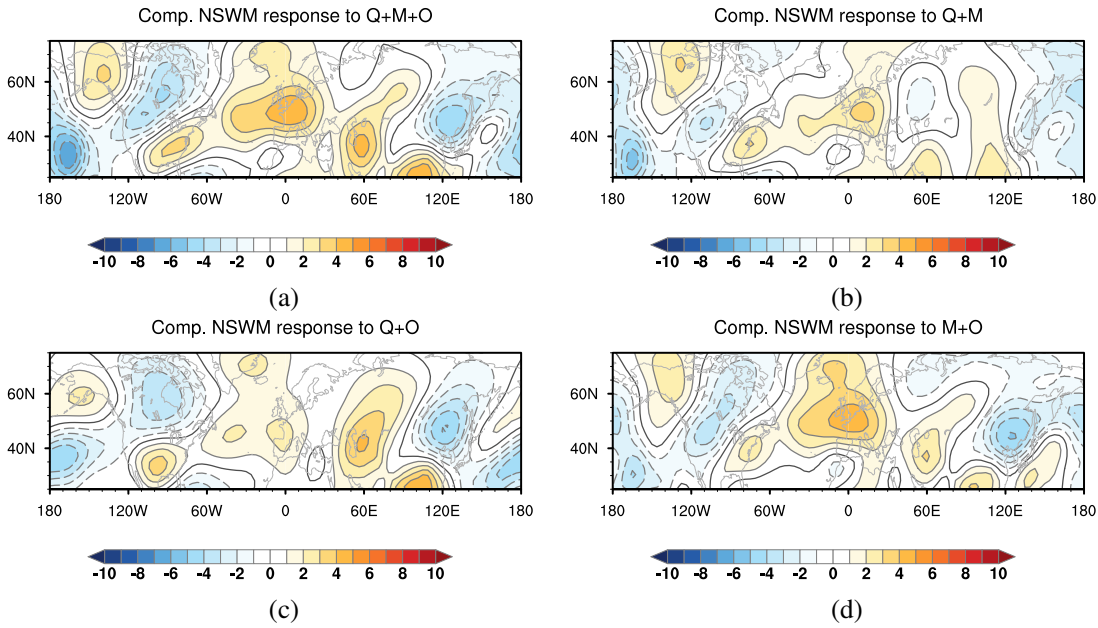 Comp. NSWM response to Q+M+O
60N
40N
180 120W 60W 0 60E 120E 180
-10 -8 -6 -4 -2 0 2 4 6 8 10
(a)
Comp. NSWM response to Q+M
60N
40N
180 120W 60W 0 60E 120E 180
-10 -8 -6 -4 -2 0 2 4 6 8 10
(b)
Comp. NSWM response to Q+O
60N
40N
180 120W 60W 0 60E 120E 180
-10 -8 -6 -4 -2 0 2 4 6 8 10
(c)
Comp. NSWM response to M+O
60N
40N
180 120W 60W 0 60E 120E 180
-10 -8 -6 -4 -2 0 2 4 6 8 10
(d)